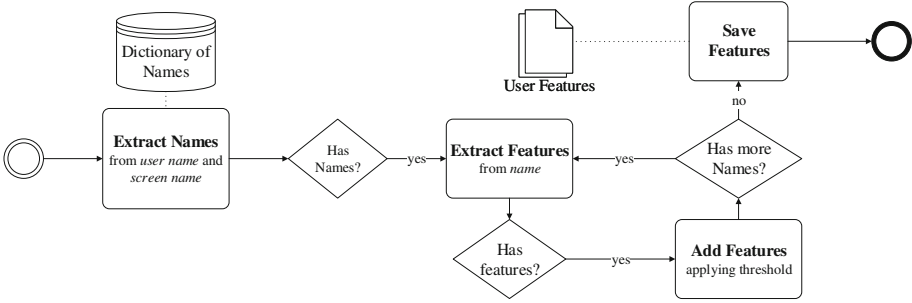 Dictionary of
Names
Extract Names
from user name and
screen name
Has
Names?
yes
Extract Features
from name
Has
features?
yes
Add Features
applying threshold
Has more
Names?
yes
no
Save
Features
User Features